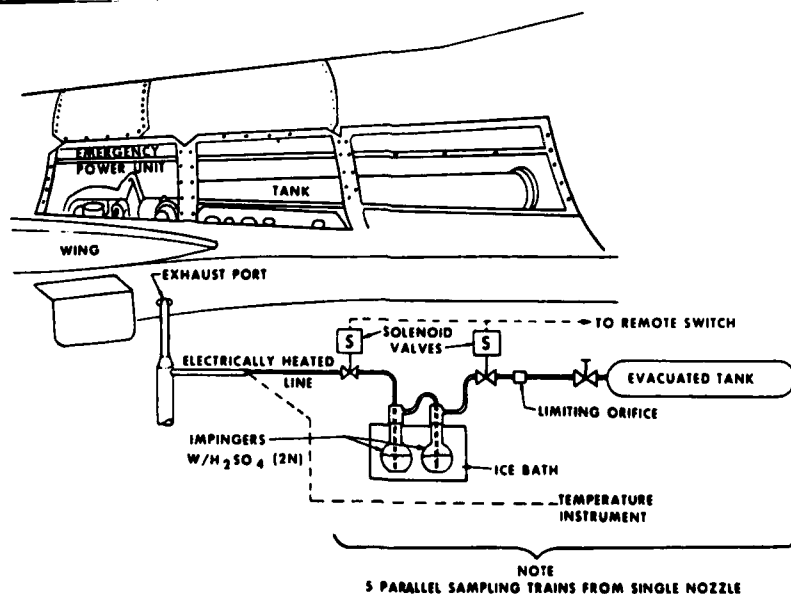 EMERGENCY
POWER UNIT
TANK
WING
EXHAUST PORT
S
SOLENOID
VALVES
S
TO REMOTE SWITCH
ELECTRICALLY HEATED
LINE
EVACUATED TANK
LIMITING ORIFICE
IMPINGERS
W/H₂SO₄ (2N)
ICE BATH
TEMPERATURE
INSTRUMENT
NOTE
5 PARALLEL SAMPLING TRAINS FROM SINGLE NOZZLE